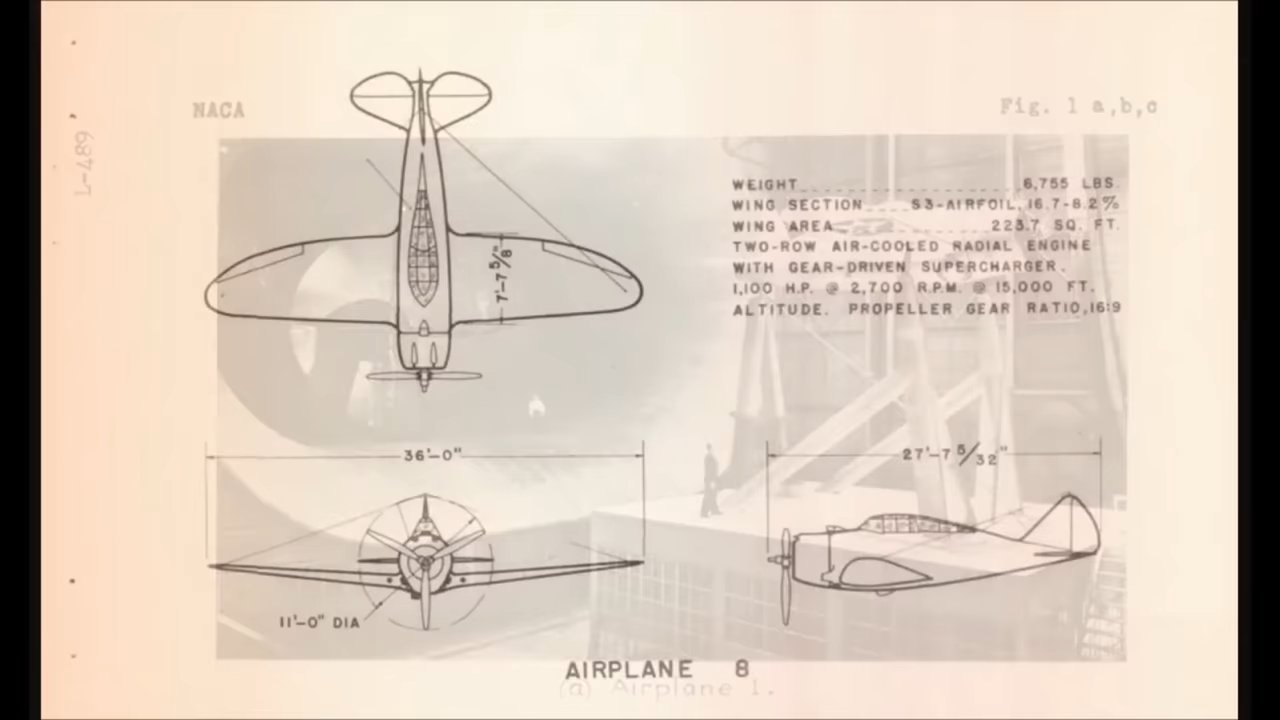 NACA
Fig. 1 a,b,c
L-489
WEIGHT 6,755 LBS.
WING SECTION S3-AIRFOIL, 16.7-8.2%
WING AREA 223.7 SQ. FT.
TWO-ROW AIR-COOLED RADIAL ENGINE
WITH GEAR-DRIVEN SUPERCHARGER.
1,100 H.P. @ 2,700 R.P.M. @ 15,000 FT.
ALTITUDE. PROPELLER GEAR RATIO, 16:9
7'-7 5/8"
36'-0"
27'-7 5/32"
11'-0" DIA
AIRPLANE 8
(a) Airplane 1.